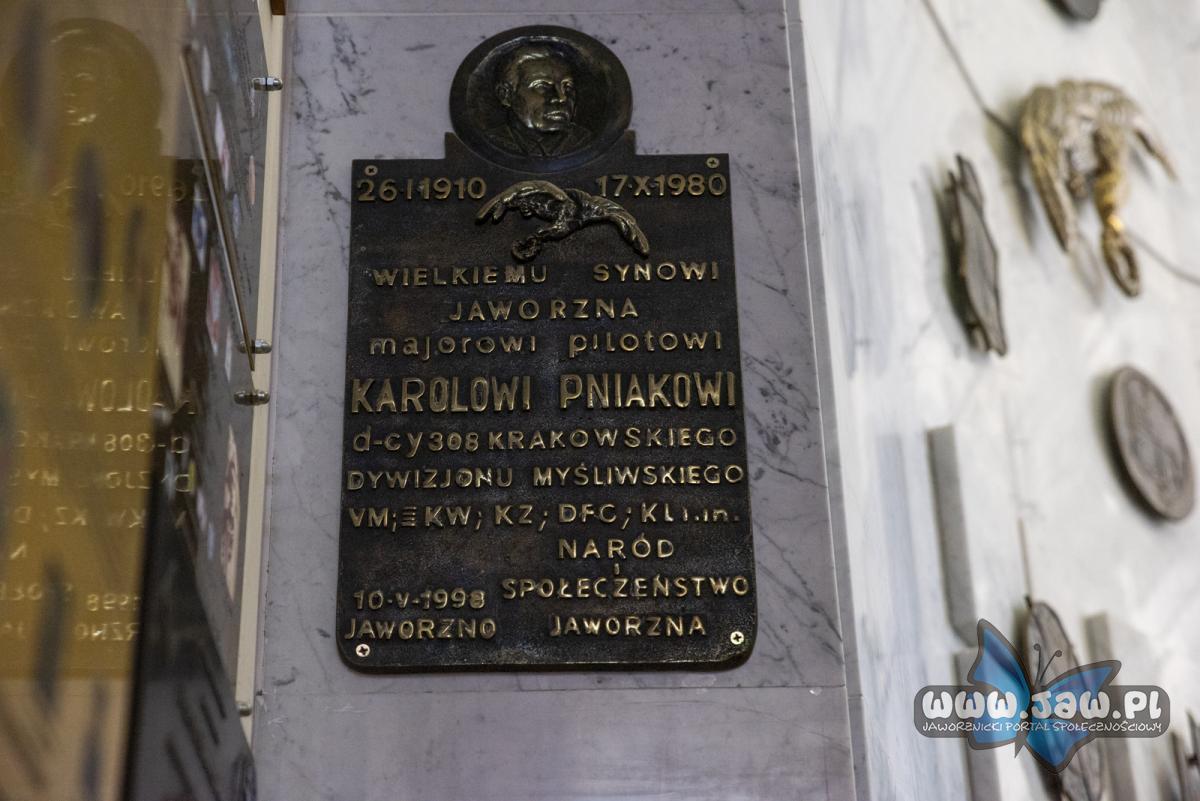 26·I·1910 17·X·1980
WIELKIEMU SYNOWI
JAWORZNA
majorowi pilotowi
KAROLOWI PNIAKOWI
d-cy 308 KRAKOWSKIEGO
DYWIZJONU MYŚLIWSKIEGO
VM; KW; KZ; DFC; KL i.in.
NARÓD
i
SPOŁECZEŃSTWO
10·V·1998
JAWORZNO JAWORZNA
www.jaw.pl
JAWORZNICKI PORTAL SPOŁECZNOŚCIOWY